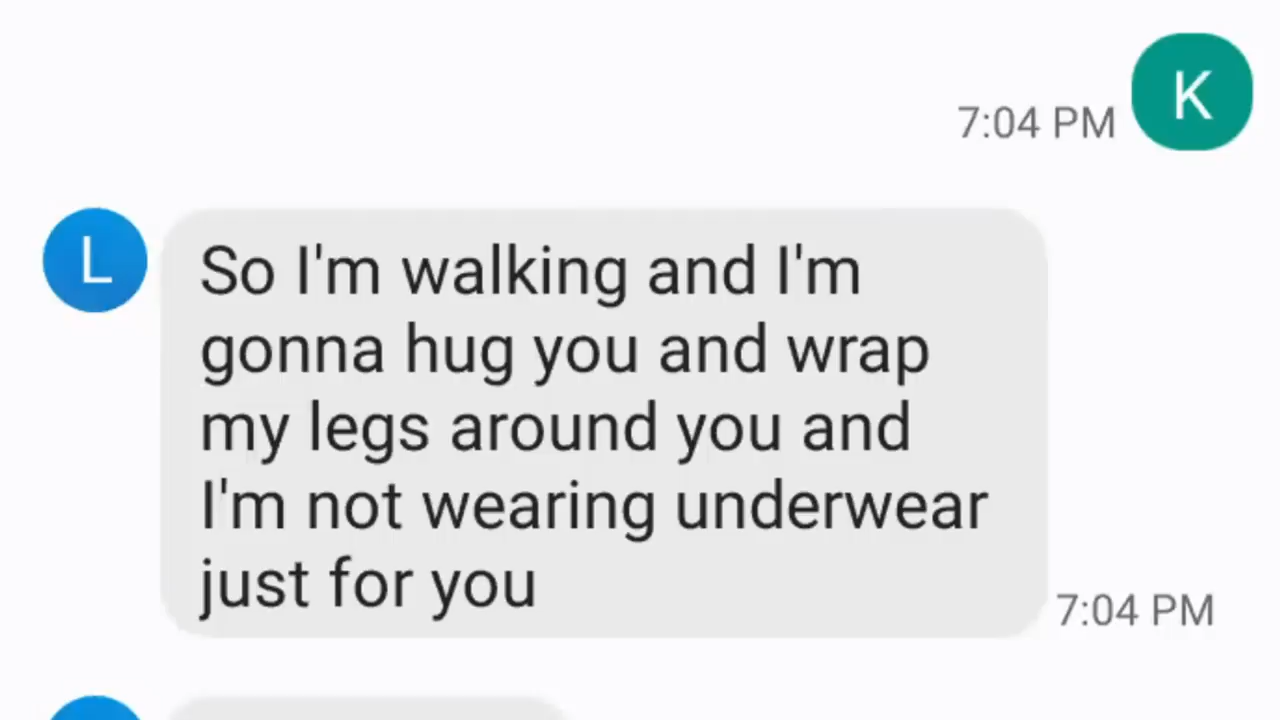 7:04 PM K
L
So I'm walking and I'm
gonna hug you and wrap
my legs around you and
I'm not wearing underwear
just for you
7:04 PM